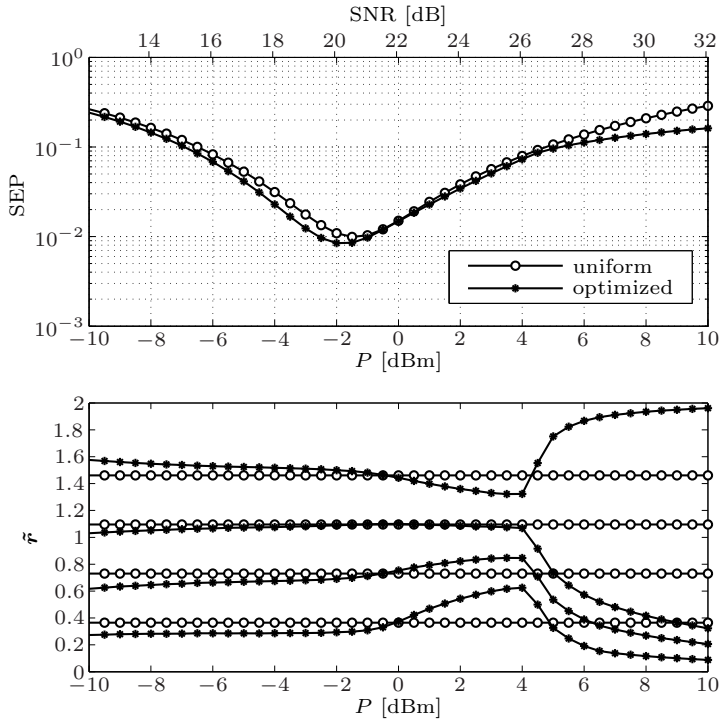 SNR [dB]
14 16 18 20 22 24 26 28 30 32
10^0
10^{-1}
10^{-2}
10^{-3}
SEP
uniform
optimized
−10 −8 −6 −4 −2 0 2 4 6 8 10
P [dBm]
2
1.8
1.6
1.4
1.2
1
0.8
0.6
0.4
0.2
0
r̃
−10 −8 −6 −4 −2 0 2 4 6 8 10
P [dBm]